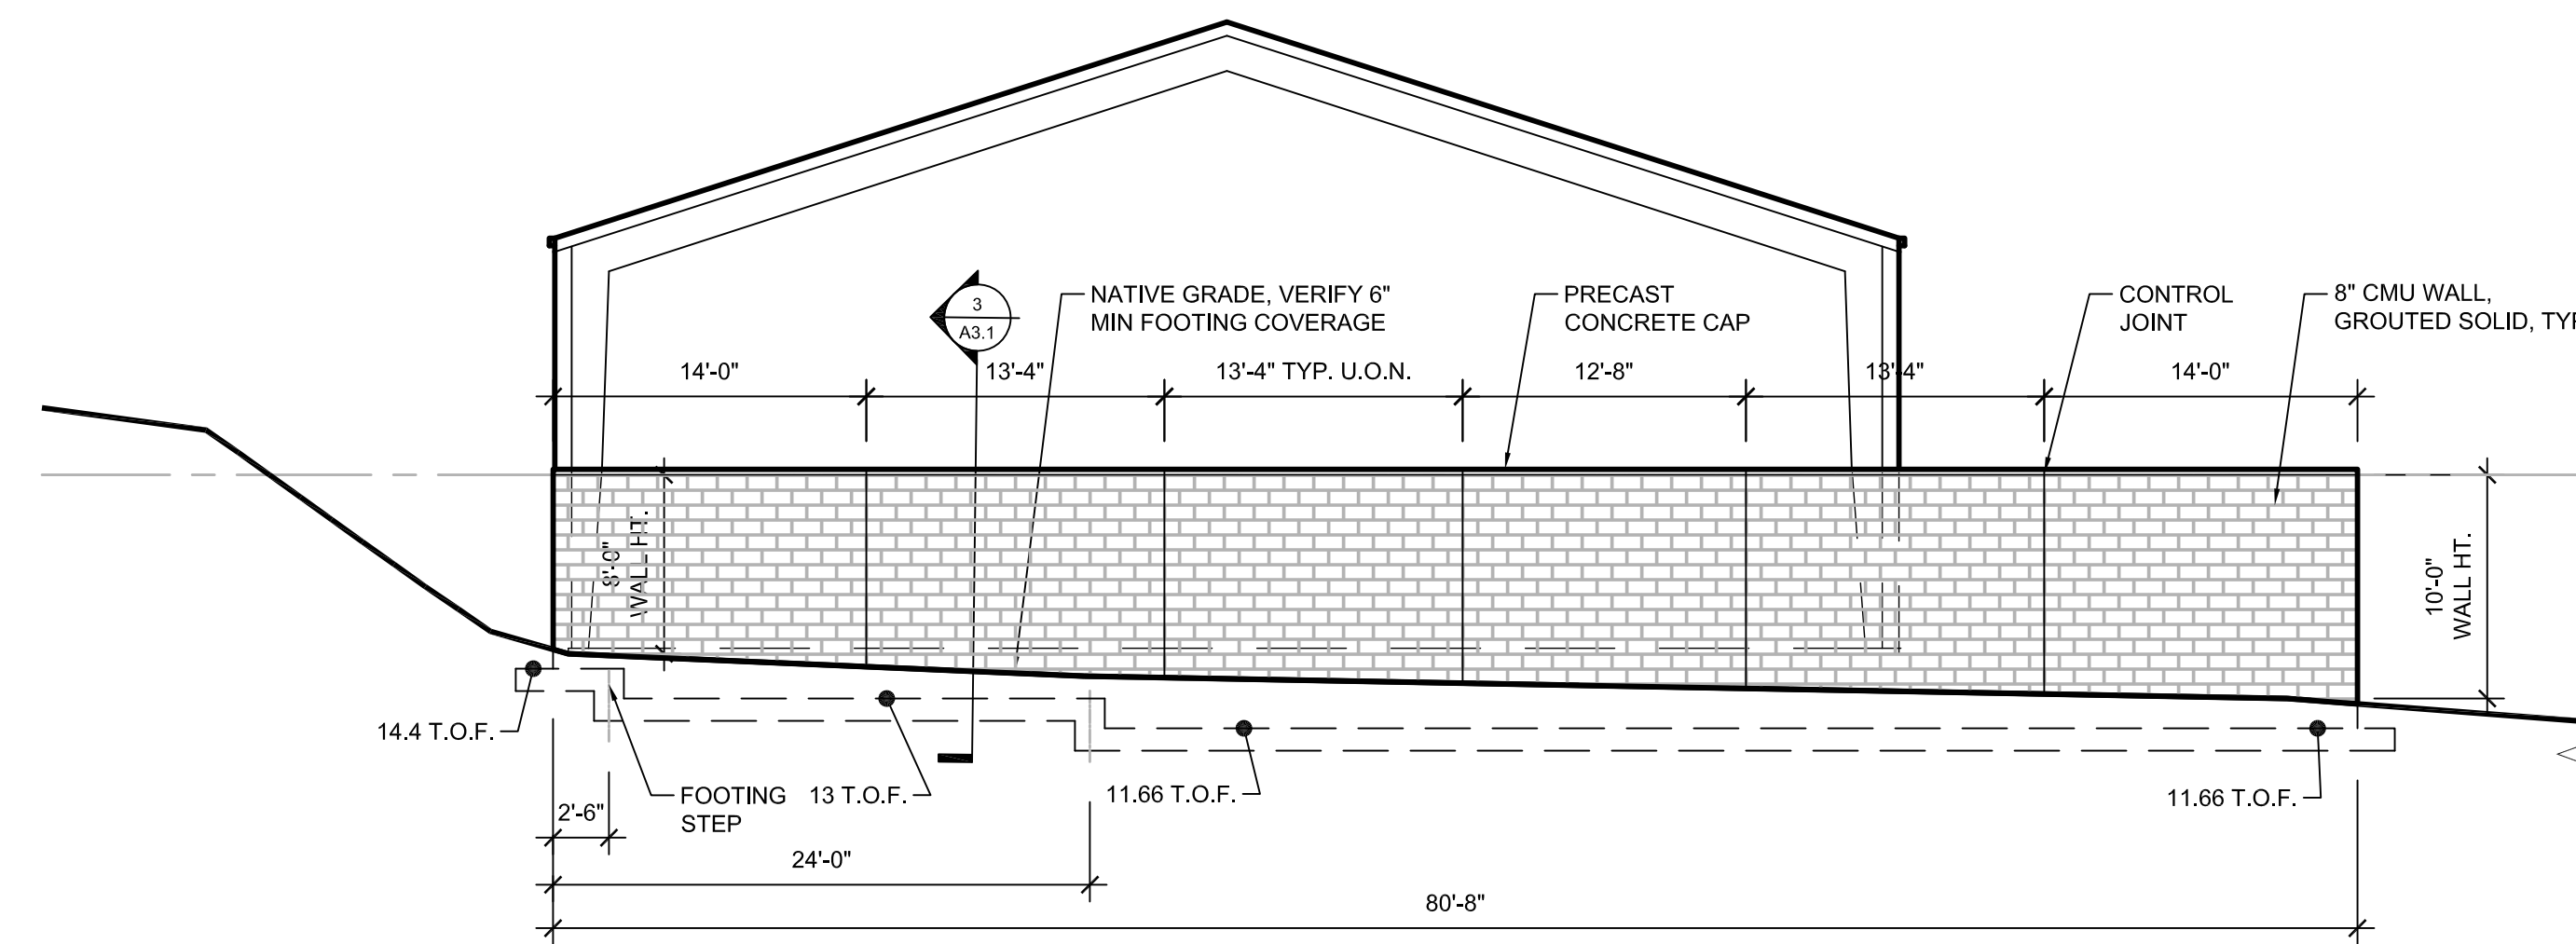 3
A3.1
NATIVE GRADE, VERIFY 6"
MIN FOOTING COVERAGE
PRECAST
CONCRETE CAP
CONTROL
JOINT
8" CMU WALL,
GROUTED SOLID, TYP
14'-0"
13'-4"
13'-4" TYP. U.O.N.
12'-8"
13'-4"
14'-0"
8'-0"
WALL HT.
10'-0"
WALL HT.
14.4 T.O.F.
FOOTING
STEP
13 T.O.F.
11.66 T.O.F.
11.66 T.O.F.
2'-6"
24'-0"
80'-8"